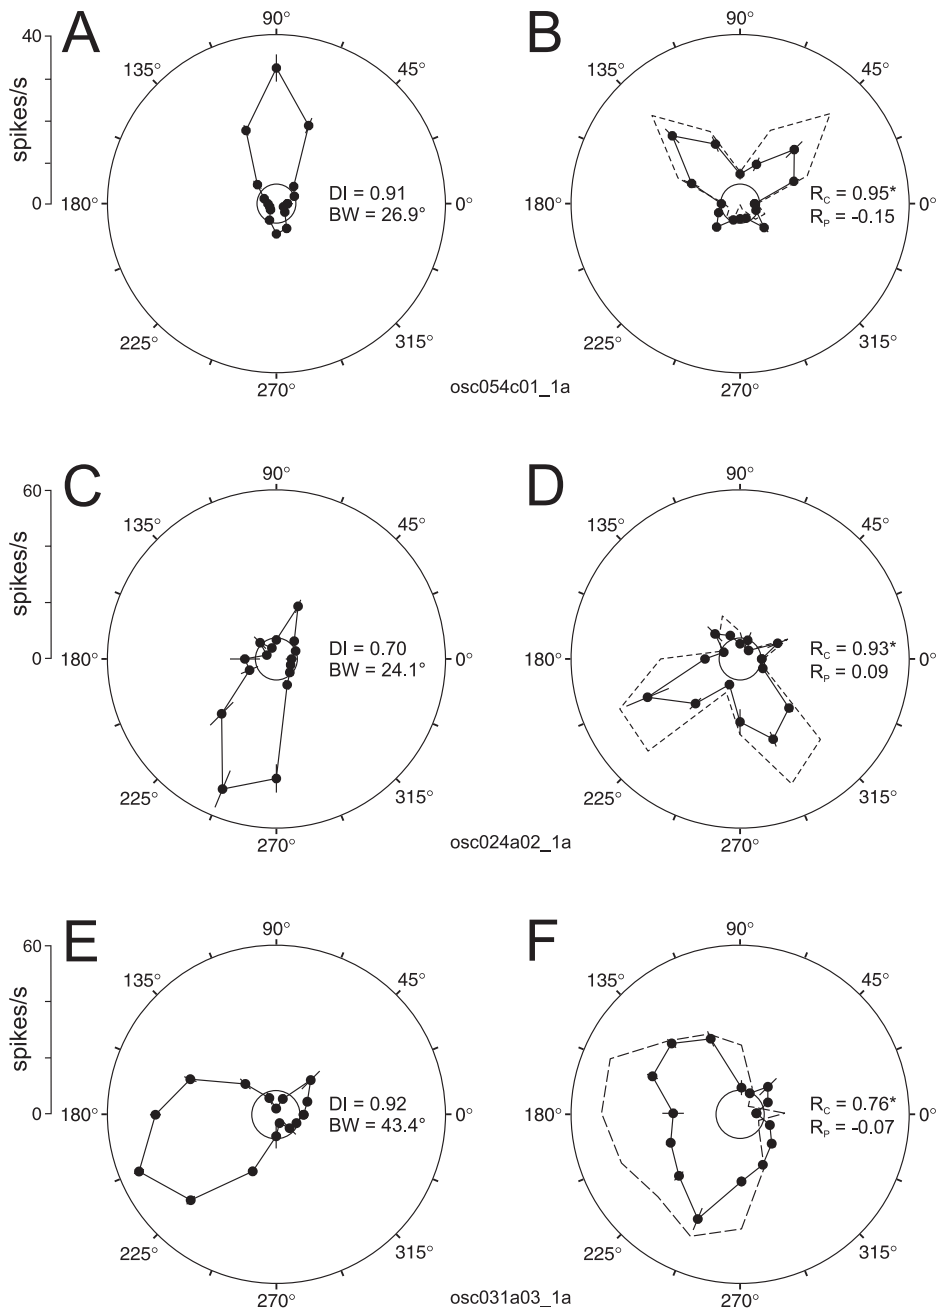 A
B
90°
90°
40
135°
45°
135°
45°
spikes/s
0
180°
DI = 0.91
BW = 26.9°
0°
180°
R_C = 0.95*
R_P = -0.15
0°
225°
315°
225°
315°
270°
osc054c01_1a
270°
C
D
90°
90°
60
135°
45°
135°
45°
spikes/s
0
180°
DI = 0.70
BW = 24.1°
0°
180°
R_C = 0.93*
R_P = 0.09
0°
225°
315°
225°
315°
270°
osc024a02_1a
270°
E
F
90°
90°
60
135°
45°
135°
45°
spikes/s
0
180°
DI = 0.92
BW = 43.4°
0°
180°
R_C = 0.76*
R_P = -0.07
0°
225°
315°
225°
315°
270°
osc031a03_1a
270°